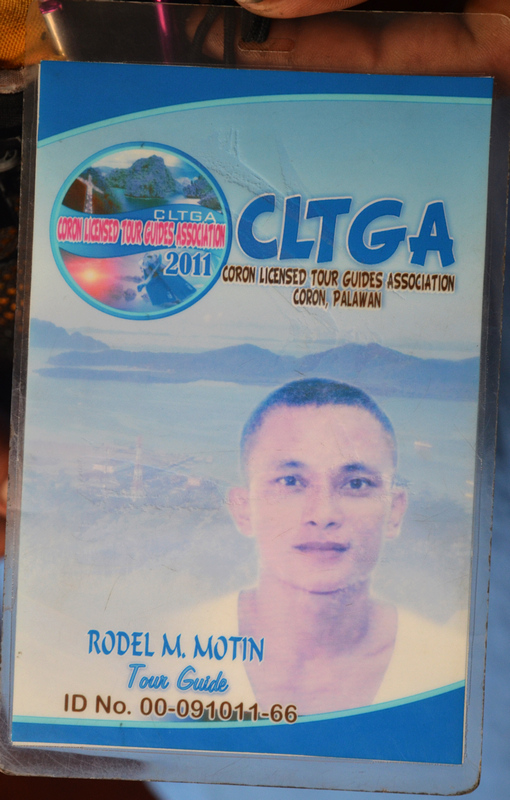 CLTGA
CORON LICENSED TOUR GUIDES ASSOCIATION
2011
CLTGA
CORON LICENSED TOUR GUIDES ASSOCIATION
CORON, PALAWAN
RODEL M. MOTIN
Tour Guide
ID No. 00-091011-66